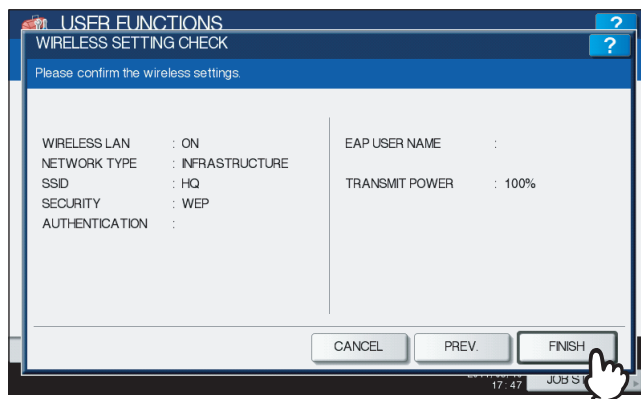 USER FUNCTIONS
?
WIRELESS SETTING CHECK
?
Please confirm the wireless settings.
WIRELESS LAN : ON
NETWORK TYPE : INFRASTRUCTURE
SSID : HQ
SECURITY : WEP
AUTHENTICATION :
EAP USER NAME :
TRANSMIT POWER : 100%
CANCEL
PREV.
FINISH
17:47
JOB S